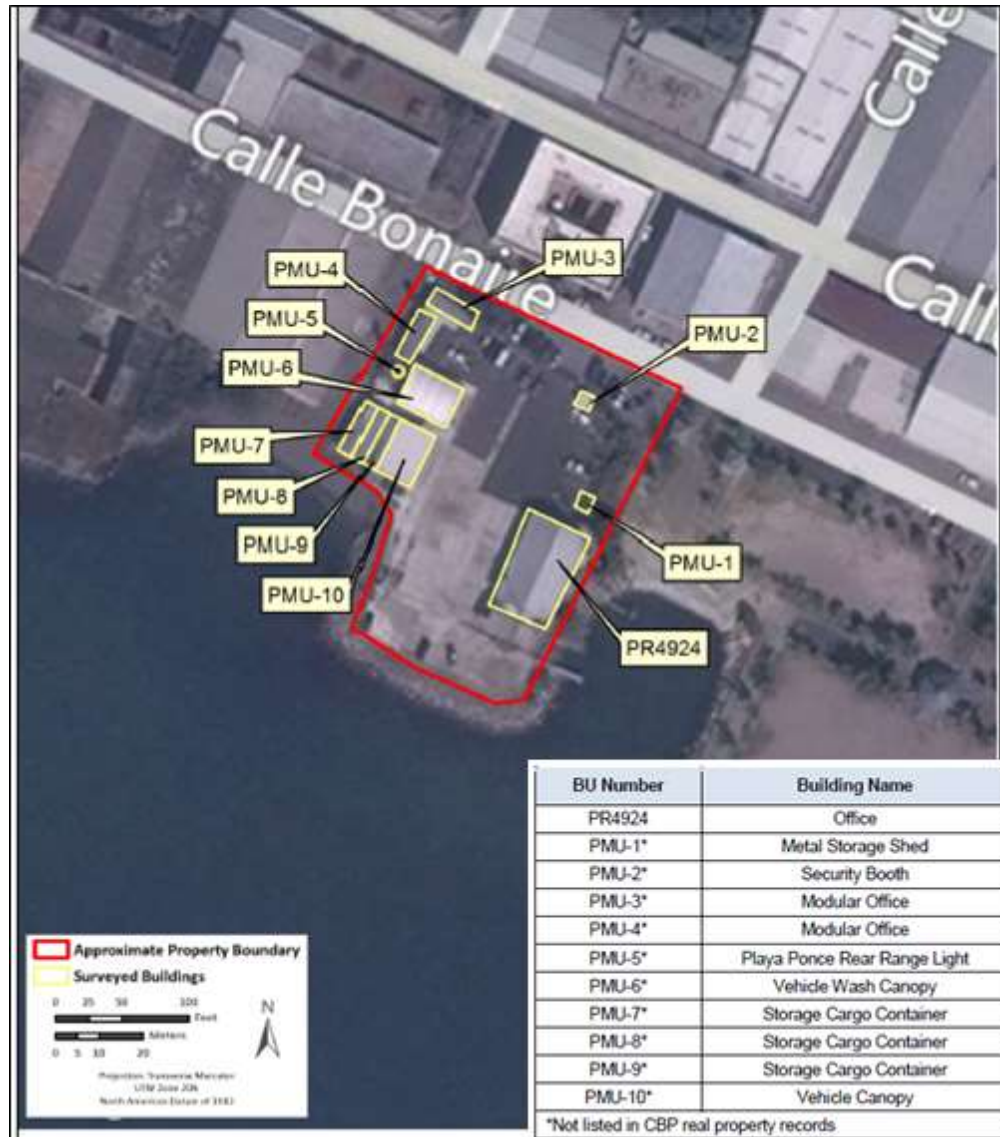 Calle
Calle Bonaire
Calle
PMU-3
PMU-4
PMU-5
PMU-2
PMU-6
PMU-7
PMU-8
PMU-9
PMU-1
PMU-10
PR4924
BU Number Building Name
PR4924 Office
PMU-1* Metal Storage Shed
PMU-2* Security Booth
PMU-3* Modular Office
PMU-4* Modular Office
PMU-5* Playa Ponce Rear Range Light
PMU-6* Vehicle Wash Canopy
PMU-7* Storage Cargo Container
PMU-8* Storage Cargo Container
PMU-9* Storage Cargo Container
PMU-10* Vehicle Canopy
*Not listed in CBP real property records
Approximate Property Boundary
Surveyed Buildings
0 25 50 100
Feet
Meters
0 5 10 20
N
Projection: Transverse Mercator
UTM Zone
North American Datum of 1983